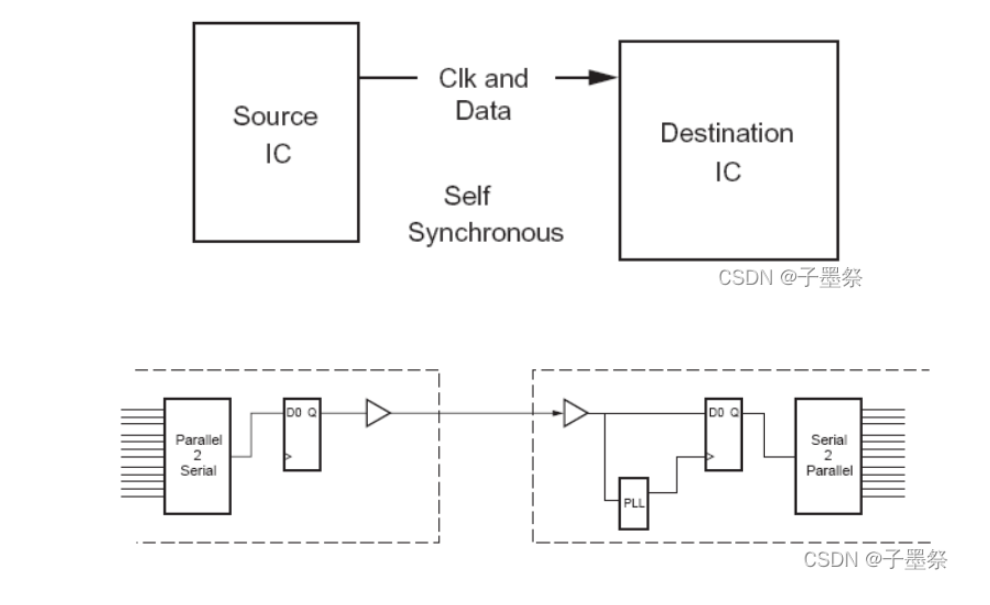 Source
IC
Clk and
Data
Self
Synchronous
Destination
IC
CSDN @子墨祭
Parallel
2
Serial
D0 Q
PLL
D0 Q
Serial
2
Parallel
CSDN @子墨祭